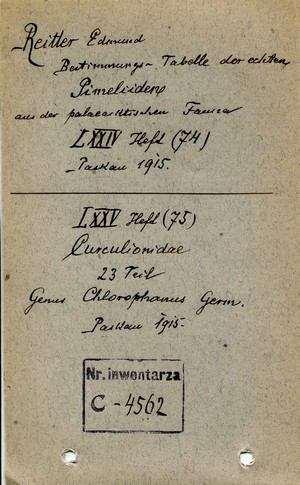 Reitter Edmund
Bestimmungs-Tabelle der echten
Pimeliiden
aus der palaearktischen Fauna
LXXIV Heft (74)
Paskau 1915.
LXXV Heft (75)
Curculionidae
23 Teil
Genus Chlorophanus Germ.
Paskau 1915.
Nr. inwentarza
C-4562